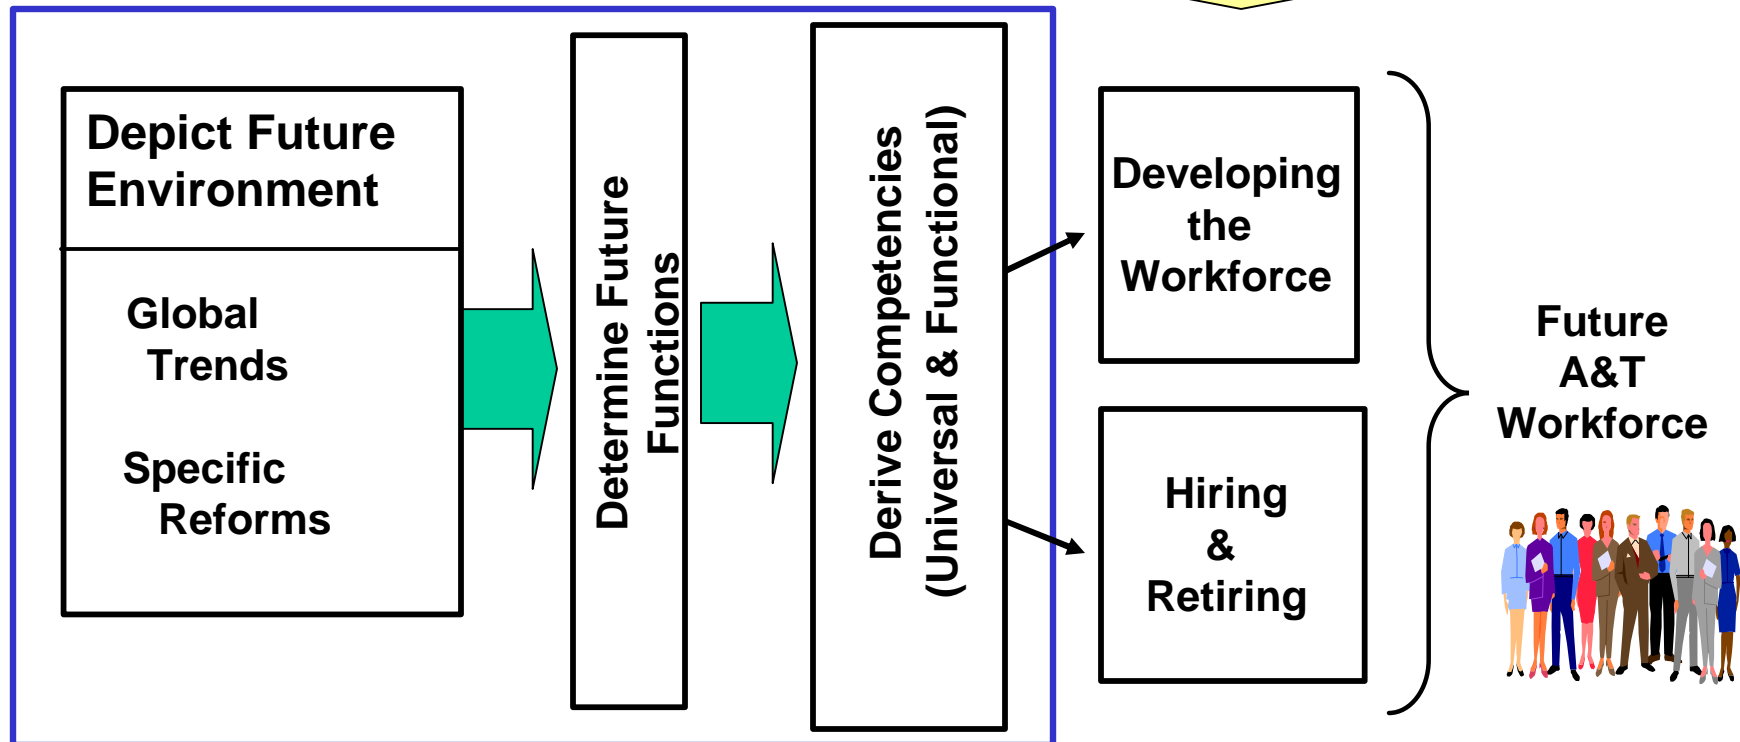 Depict Future
Environment
Global
Trends
Specific
Reforms
Determine Future
Functions
Derive Competencies
(Universal & Functional)
Developing
the
Workforce
Hiring
&
Retiring
Future
A&T
Workforce